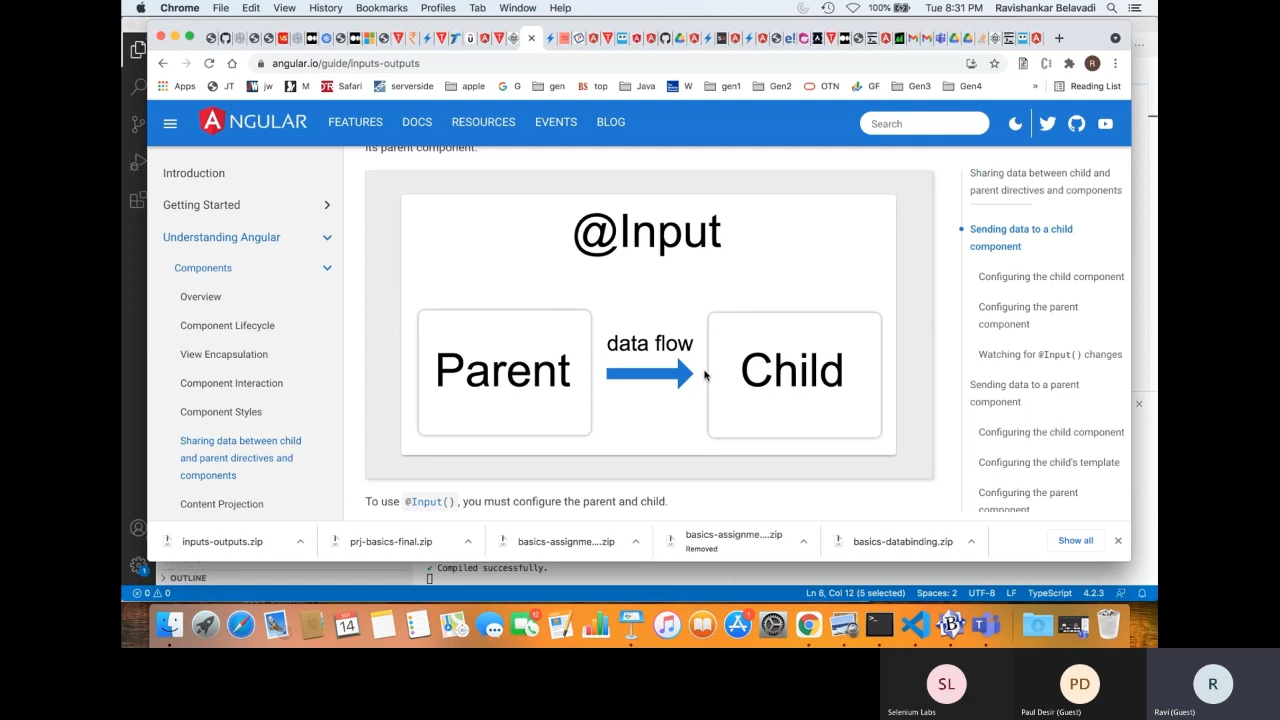 Chrome File Edit View History Bookmarks Profiles Tab Window Help 100% Tue 8:31 PM Ravishankar Belavadi
angular.io/guide/inputs-outputs R
Apps JT jw M Safari serverside apple G gen BS top Java W gen1 Gen2 OTN GF Gen3 Gen4 » Reading List
ANGULAR FEATURES DOCS RESOURCES EVENTS BLOG Search
its parent component.
Introduction
Getting Started
Understanding Angular
Components
Overview
Component Lifecycle
View Encapsulation
Component Interaction
Component Styles
Sharing data between child
and parent directives and
components
Content Projection
@Input
Parent
data flow
Child
To use @Input(), you must configure the parent and child.
Sharing data between child and
parent directives and components
Sending data to a child
component
Configuring the child component
Configuring the parent
component
Watching for @Input() changes
Sending data to a parent
component
Configuring the child component
Configuring the child's template
Configuring the parent
component
inputs-outputs.zip
prj-basics-final.zip
basics-assignme....zip
basics-assignme....zip
Removed
basics-databinding.zip
Show all
✓ Compiled successfully.
OUTLINE
0 0 Ln 8, Col 12 (5 selected) Spaces: 2 UTF-8 LF TypeScript 4.2.3
1
SEP
14
12
SL
Selenium Labs
PD
Paul Desir (Guest)
R
Ravi (Guest)